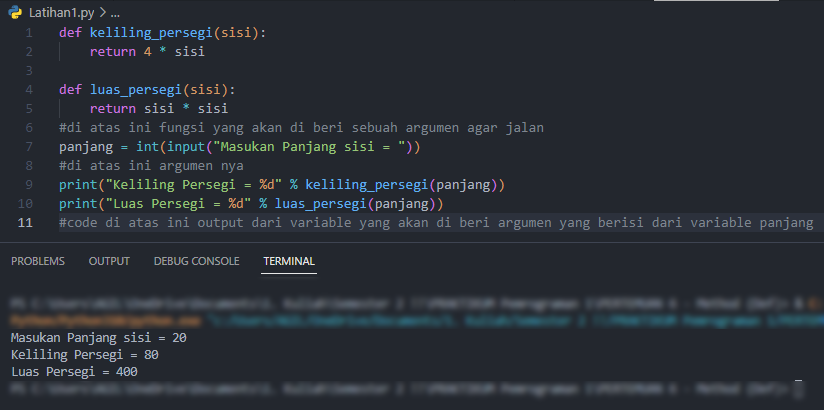 Latihan1.py > ...
1 def keliling_persegi(sisi):
2     return 4 * sisi
3
4 def luas_persegi(sisi):
5     return sisi * sisi
6 #di atas ini fungsi yang akan di beri sebuah argumen agar jalan
7 panjang = int(input("Masukan Panjang sisi = "))
8 #di atas ini argumen nya
9 print("Keliling Persegi = %d" % keliling_persegi(panjang))
10 print("Luas Persegi = %d" % luas_persegi(panjang))
11 #code di atas ini output dari variable yang akan di beri argumen yang berisi dari variable panjang
PROBLEMS OUTPUT DEBUG CONSOLE TERMINAL
Masukan Panjang sisi = 20
Keliling Persegi = 80
Luas Persegi = 400